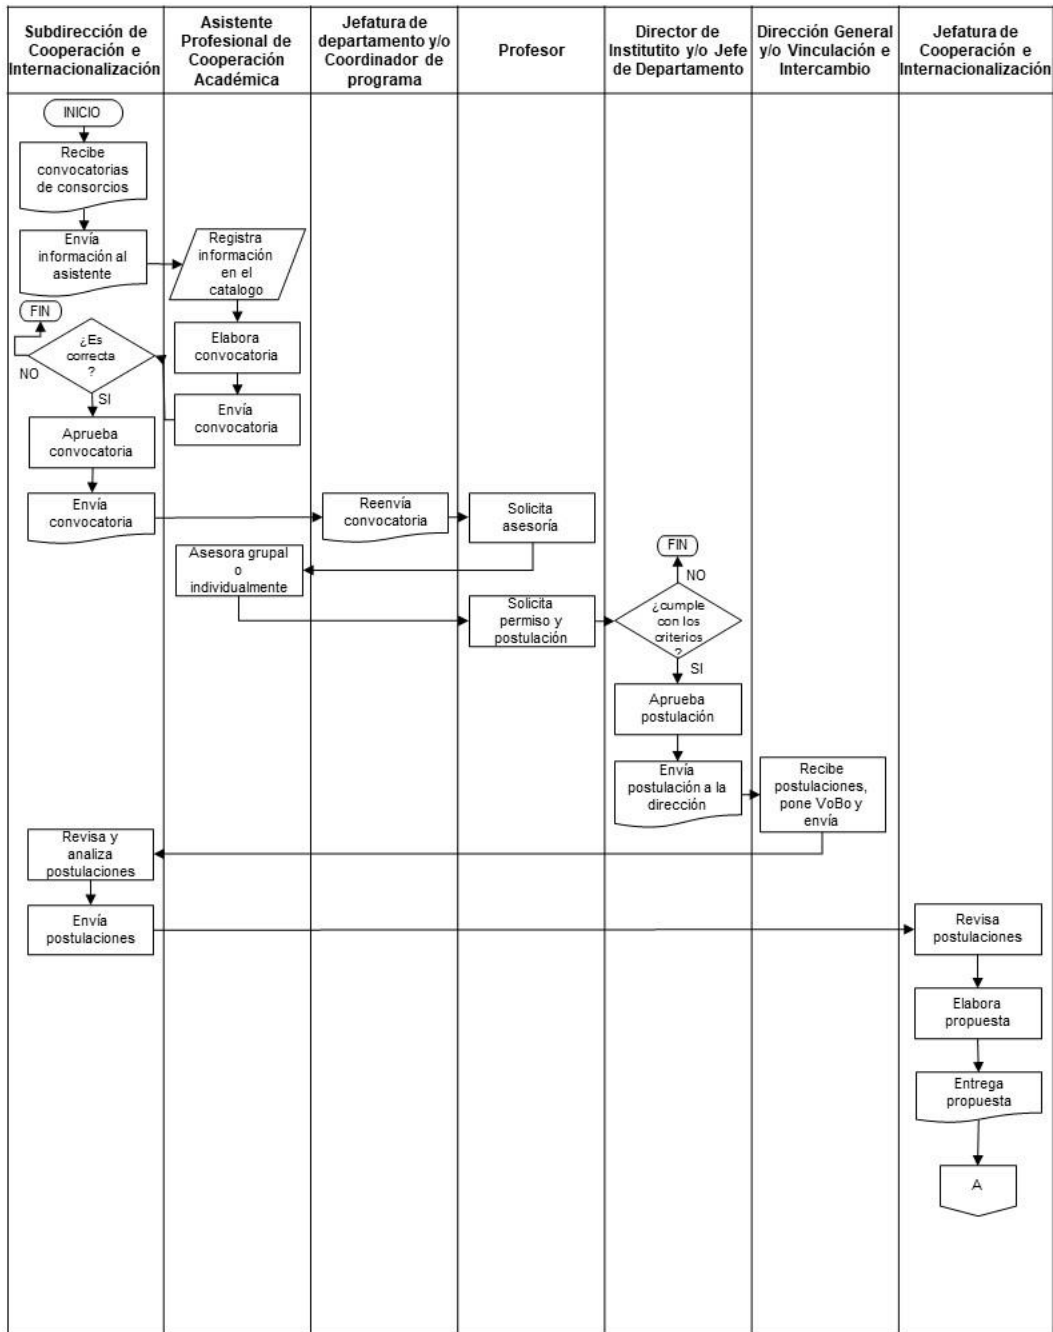 Subdirección de
Cooperación e
Internacionalización
Asistente
Profesional de
Cooperación
Académica
Jefatura de
departamento y/o
Coordinador de
programa
Profesor
Director de
Institutito y/o Jefe
de Departamento
Dirección General
y/o Vinculación e
Intercambio
Jefatura de
Cooperación e
Internacionalización
INICIO
Recibe
convocatorias
de consorcios
Envía
información al
asistente
Registra
información
en el
catalogo
FIN
¿Es
correcta
?
NO
SI
Elabora
convocatoria
Envía
convocatoria
Aprueba
convocatoria
Envía
convocatoria
Reenvía
convocatoria
Solicita
asesoría
Asesora grupal
o
individualmente
Solicita
permiso y
postulación
FIN
NO
¿cumple
con los
criterios
?
SI
Aprueba
postulación
Envía
postulación a la
dirección
Recibe
postulaciones,
pone VoBo y
envía
Revisa y
analiza
postulaciones
Envía
postulaciones
Revisa
postulaciones
Elabora
propuesta
Entrega
propuesta
A